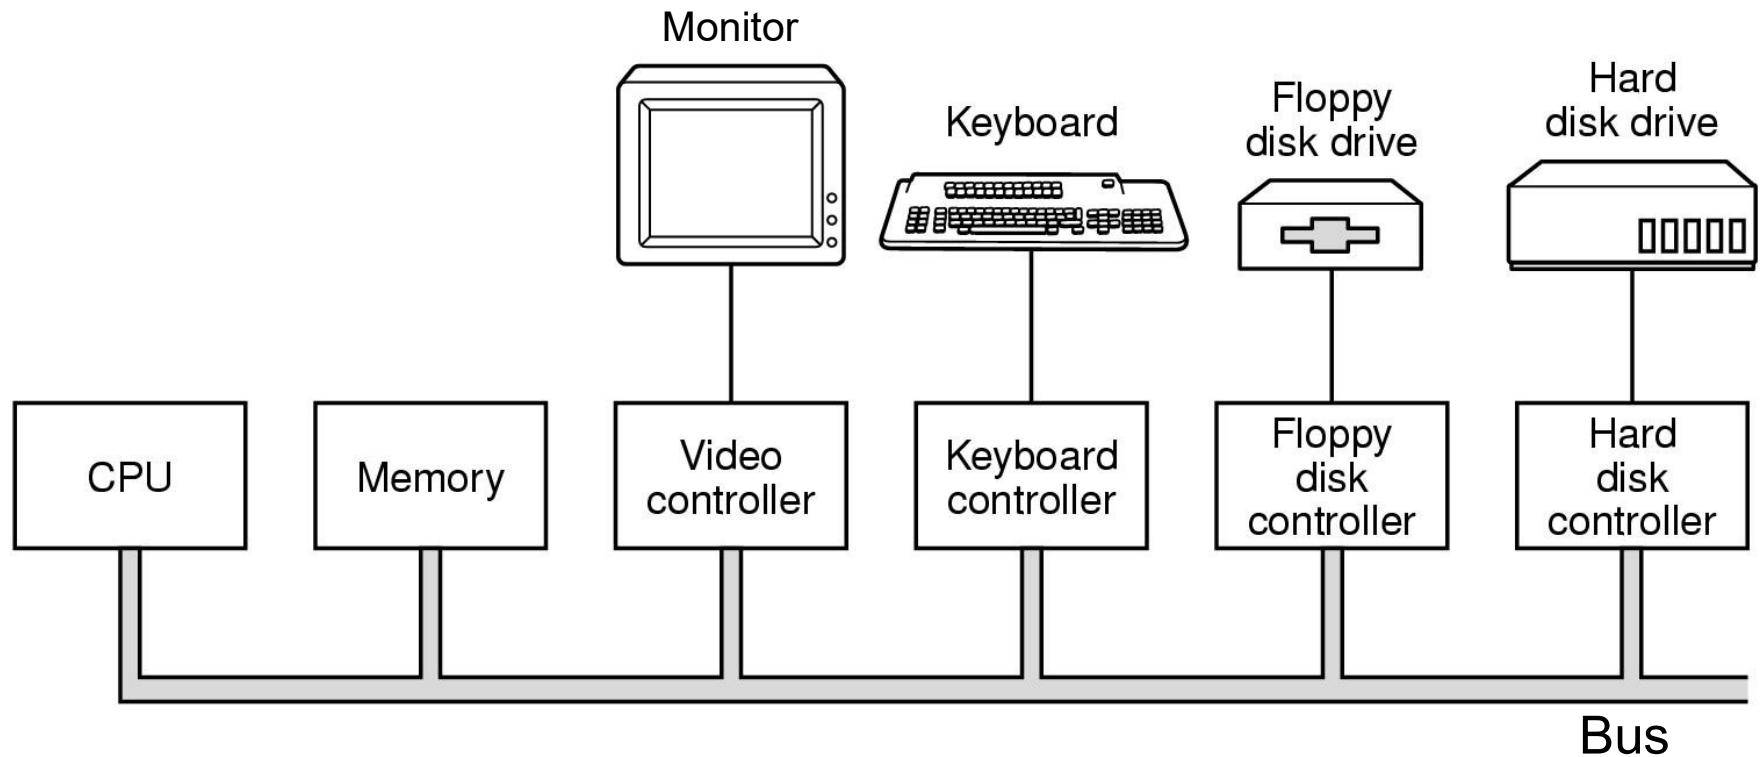 Monitor
Keyboard
Floppy
disk drive
Hard
disk drive
CPU
Memory
Video
controller
Keyboard
controller
Floppy
disk
controller
Hard
disk
controller
Bus